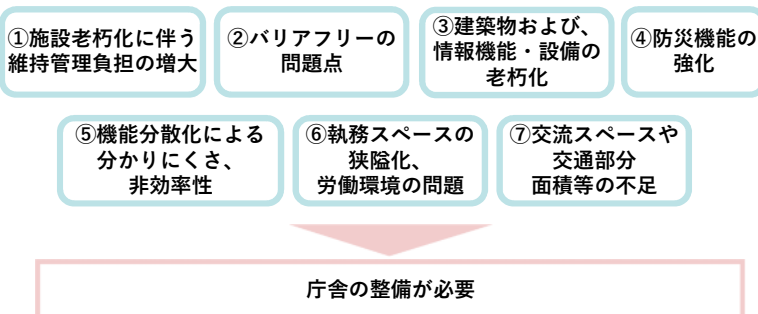 ①施設老朽化に伴う
維持管理負担の増大
②バリアフリーの
問題点
③建築物および、
情報機能・設備の
老朽化
④防災機能の
強化
⑤機能分散化による
分かりにくさ、
非効率性
⑥執務スペースの
狭隘化、
労働環境の問題
⑦交流スペースや
交通部分
面積等の不足
庁舎の整備が必要